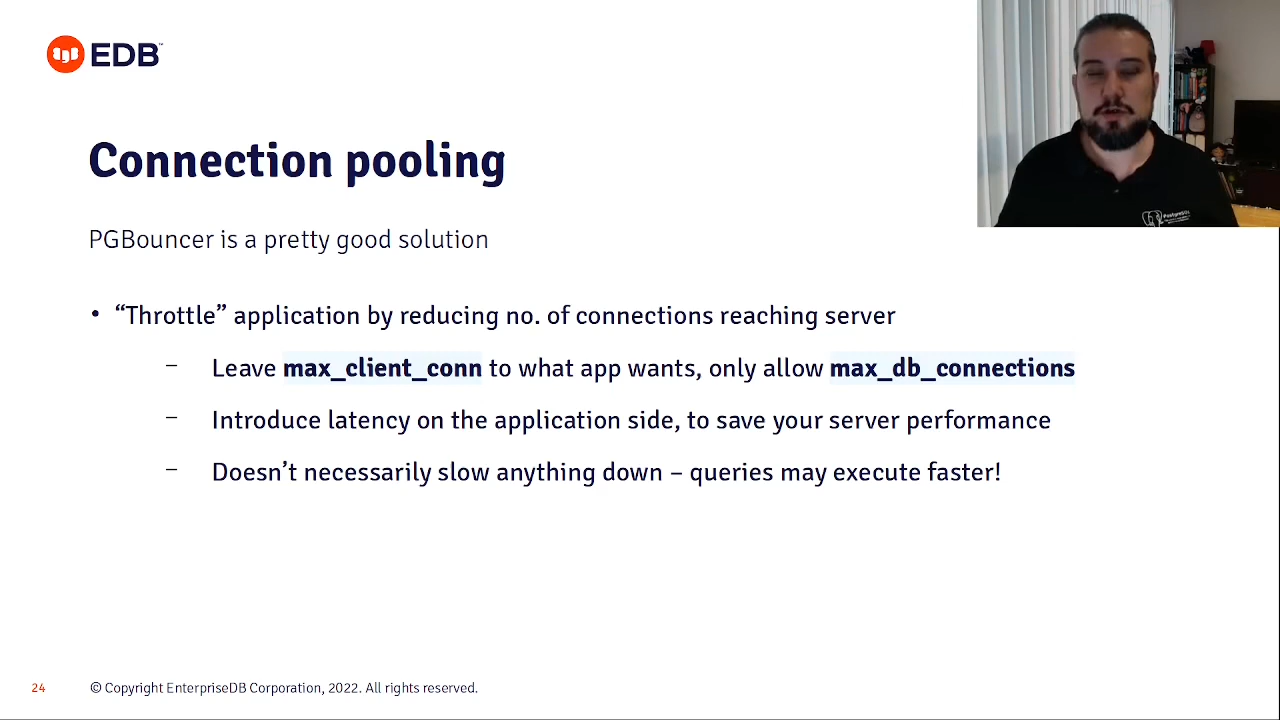 EDB™
Connection pooling
PGBouncer is a pretty good solution
• “Throttle” application by reducing no. of connections reaching server
– Leave max_client_conn to what app wants, only allow max_db_connections
– Introduce latency on the application side, to save your server performance
– Doesn’t necessarily slow anything down – queries may execute faster!
PostgreSQL
24 © Copyright EnterpriseDB Corporation, 2022. All rights reserved.